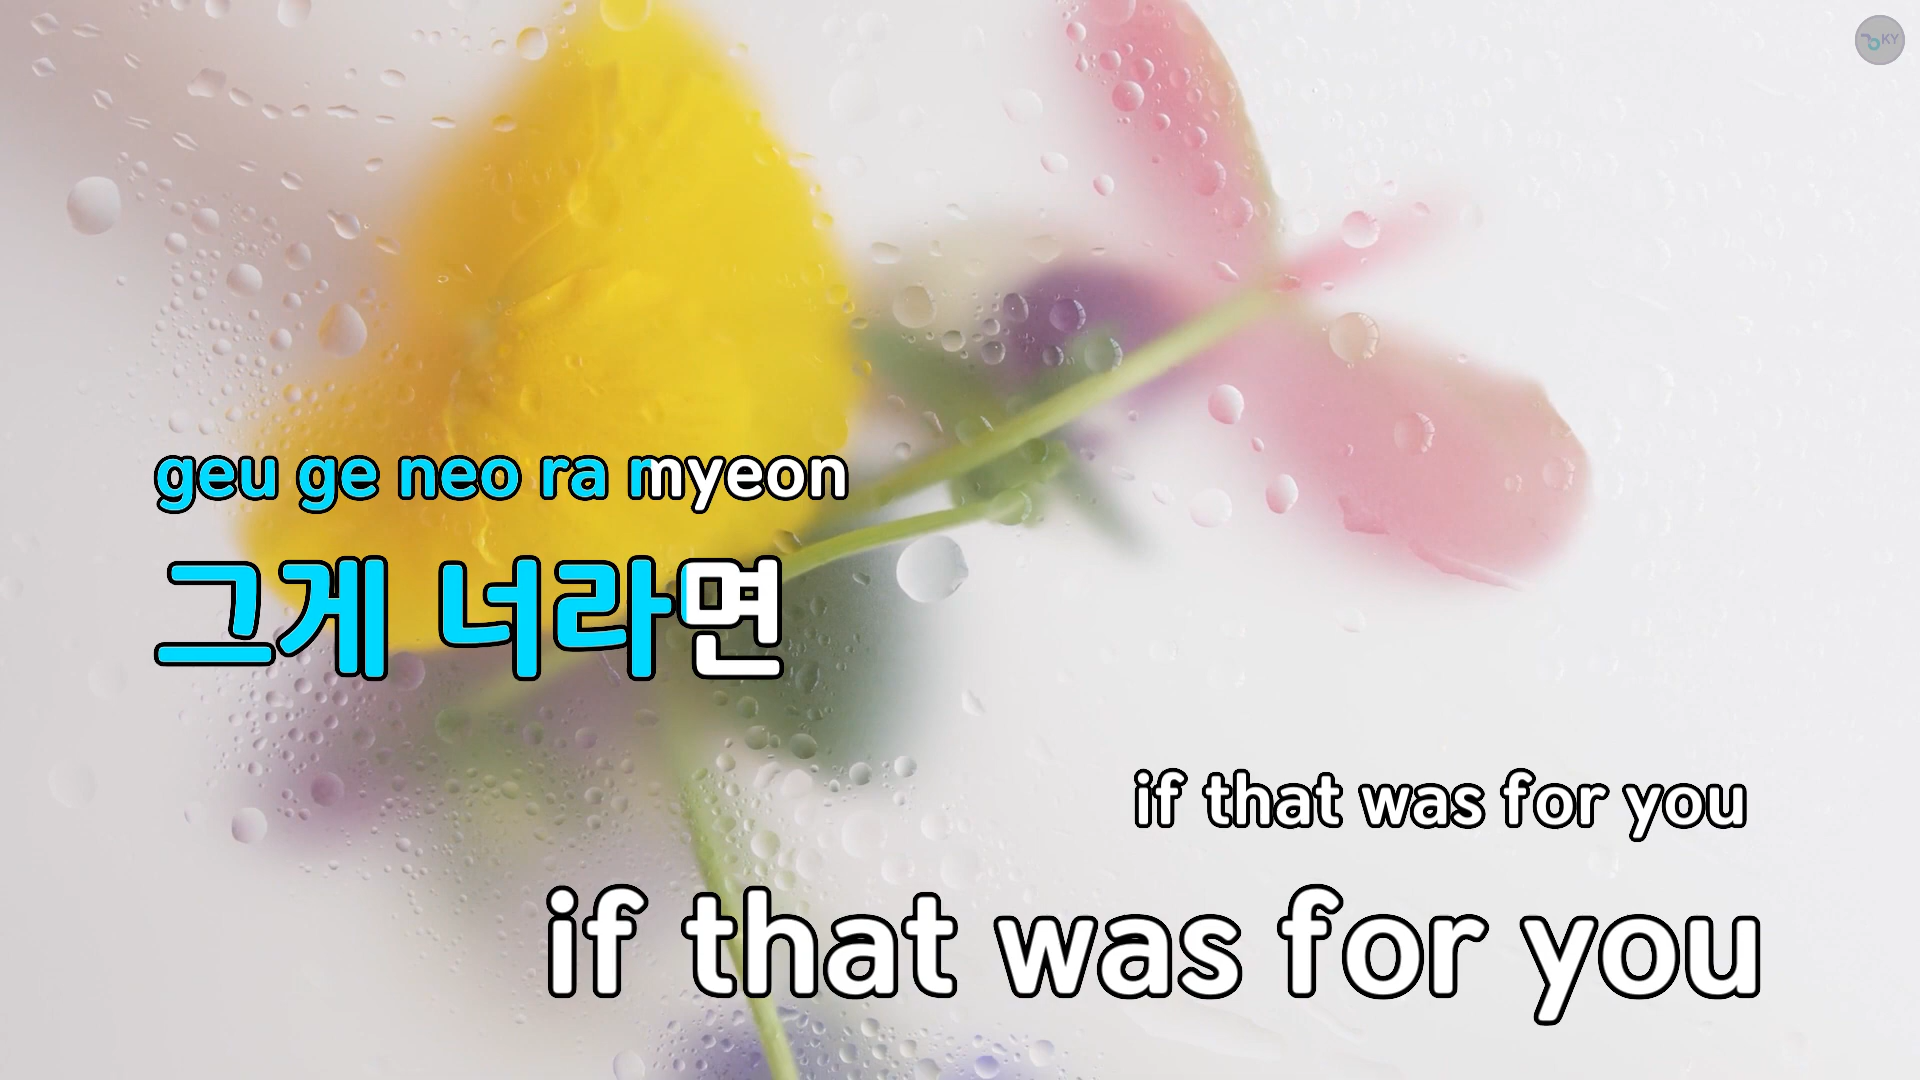 KY
geu ge neo ra myeon
그게 너라면
if that was for you
if that was for you